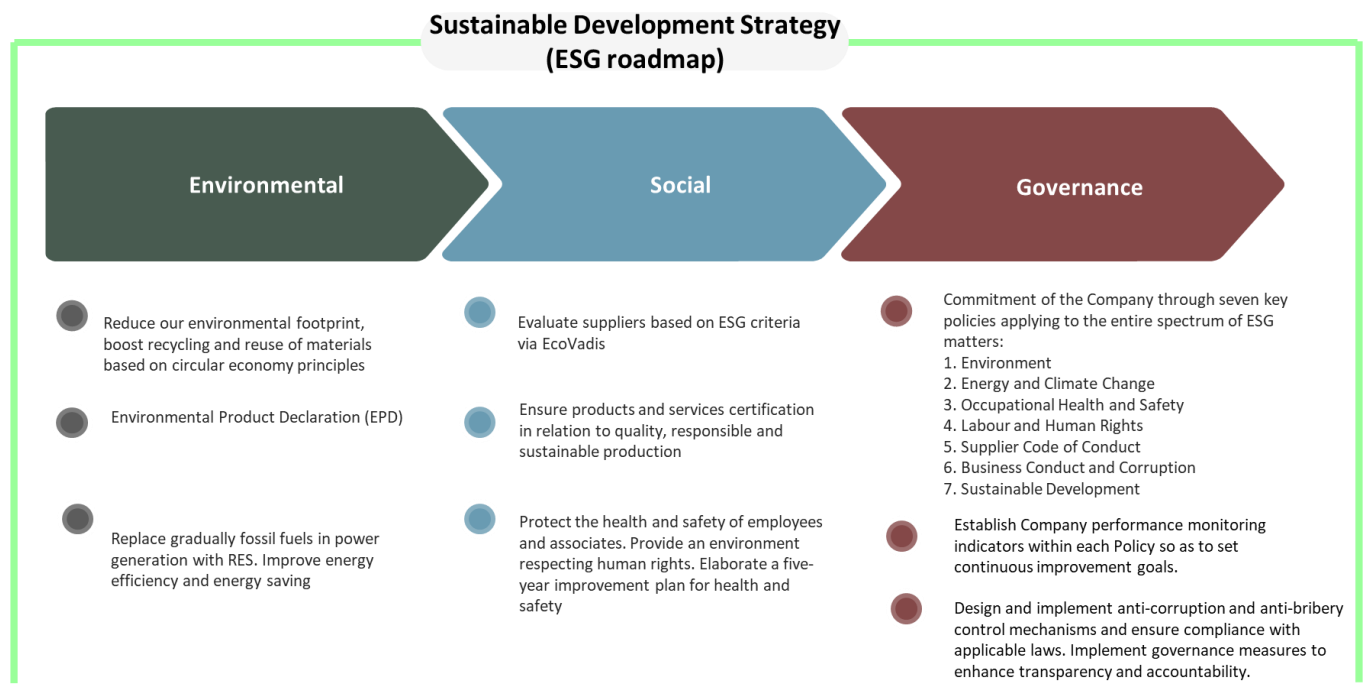 Sustainable Development Strategy
(ESG roadmap)
Environmental
Social
Governance
Reduce our environmental footprint,
boost recycling and reuse of materials
based on circular economy principles
Environmental Product Declaration (EPD)
Replace gradually fossil fuels in power
generation with RES. Improve energy
efficiency and energy saving
Evaluate suppliers based on ESG criteria
via EcoVadis
Ensure products and services certification
in relation to quality, responsible and
sustainable production
Protect the health and safety of employees
and associates. Provide an environment
respecting human rights. Elaborate a five-
year improvement plan for health and
safety
Commitment of the Company through seven key
policies applying to the entire spectrum of ESG
matters:
1. Environment
2. Energy and Climate Change
3. Occupational Health and Safety
4. Labour and Human Rights
5. Supplier Code of Conduct
6. Business Conduct and Corruption
7. Sustainable Development
Establish Company performance monitoring
indicators within each Policy so as to set
continuous improvement goals.
Design and implement anti-corruption and anti-bribery
control mechanisms and ensure compliance with
applicable laws. Implement governance measures to
enhance transparency and accountability.